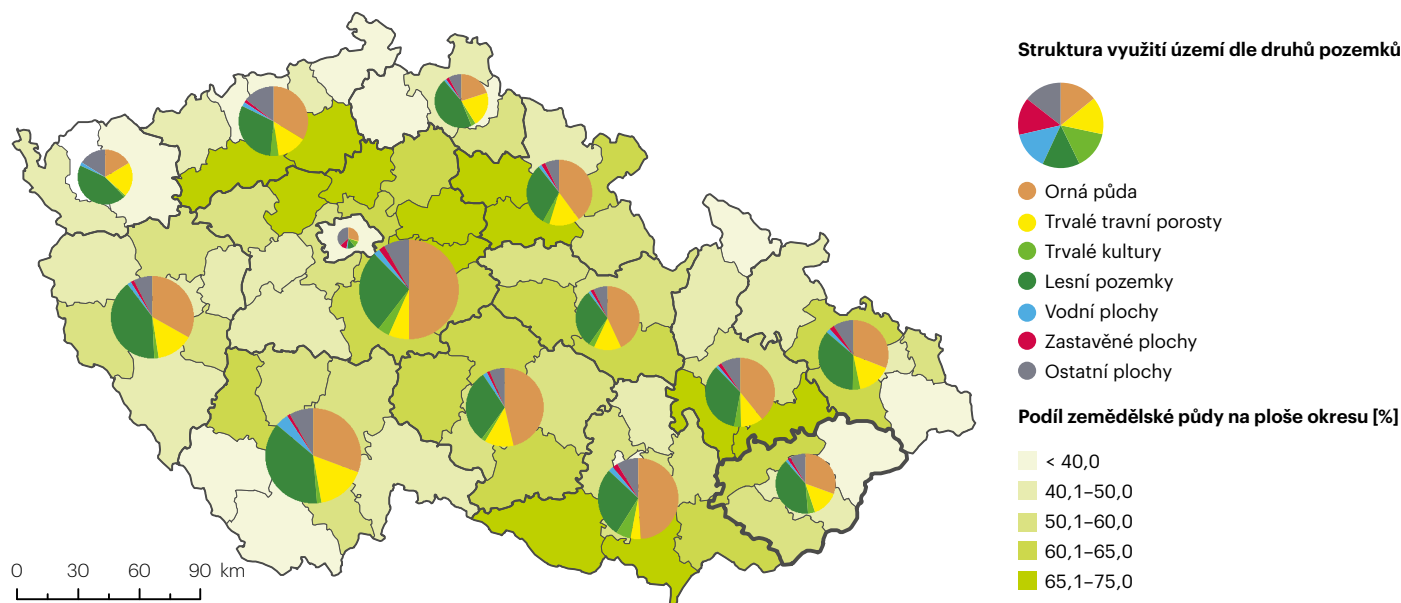 Struktura využití území dle druhů pozemků
Orná půda
Trvalé travní porosty
Trvalé kultury
Lesní pozemky
Vodní plochy
Zastavěné plochy
Ostatní plochy
Podíl zemědělské půdy na ploše okresu [%]
< 40,0
40,1–50,0
50,1–60,0
60,1–65,0
65,1–75,0
0 30 60 90 km